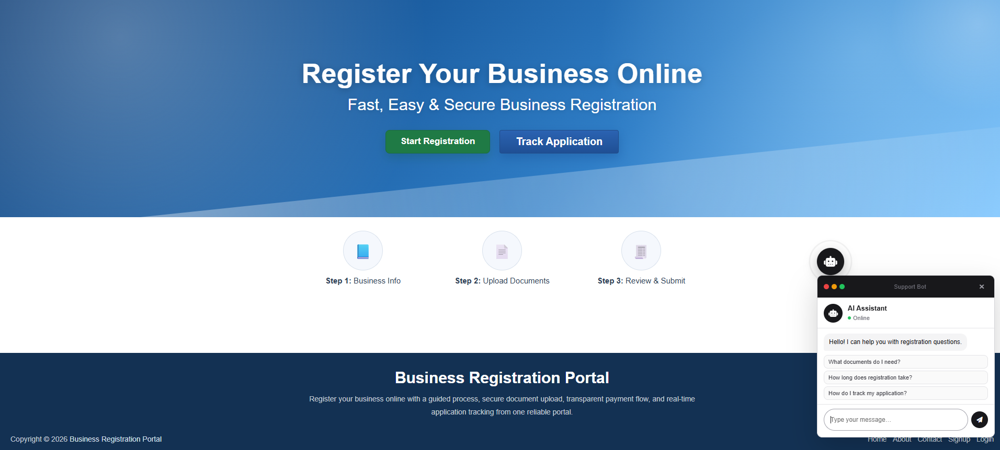 Register Your Business Online
Fast, Easy & Secure Business Registration
Start Registration
Track Application
Step 1: Business Info
Step 2: Upload Documents
Step 3: Review & Submit
Support Bot
AI Assistant
Online
Hello! I can help you with registration questions.
What documents do I need?
How long does registration take?
How do I track my application?
Type your message...
Business Registration Portal
Register your business online with a guided process, secure document upload, transparent payment flow, and real-time
application tracking from one reliable portal.
Copyright © 2026 Business Registration Portal
Home About Contact Signup Login